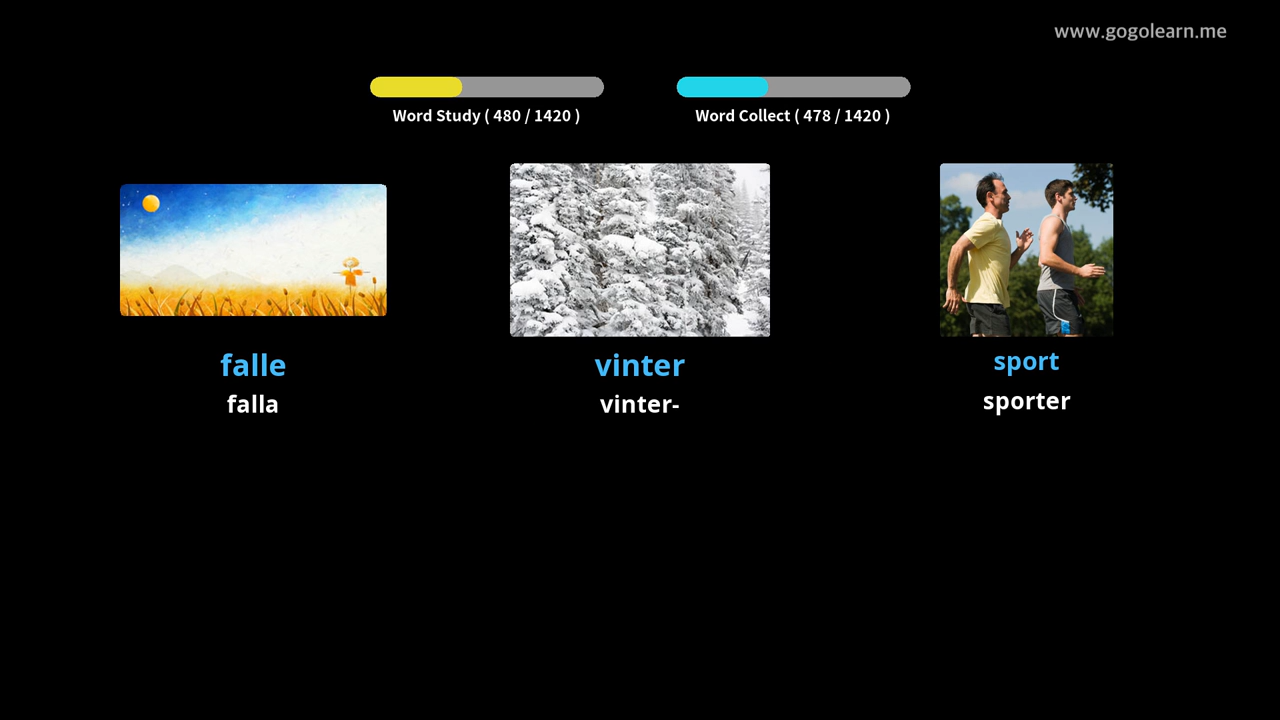 www.gogolearn.me
Word Study ( 480 / 1420 )
Word Collect ( 478 / 1420 )
falle
falla
vinter
vinter-
sport
sporter